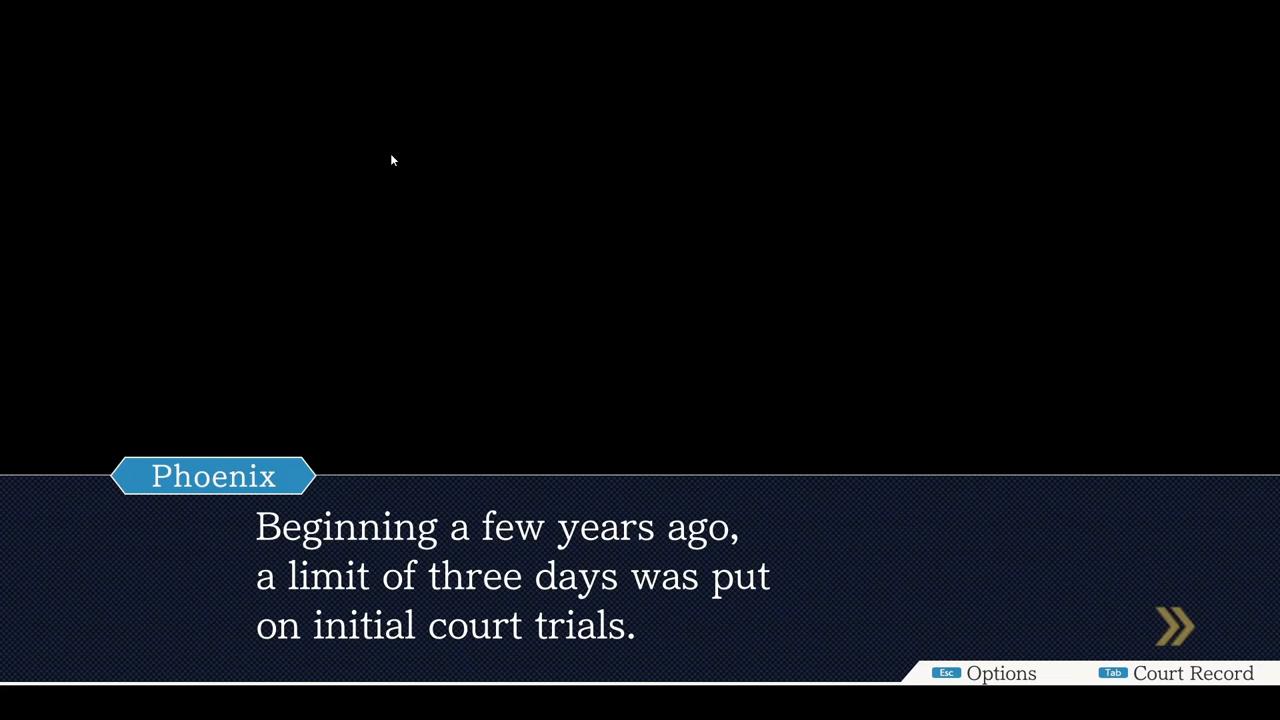 Phoenix
Beginning a few years ago,
a limit of three days was put
on initial court trials.
Esc Options Tab Court Record